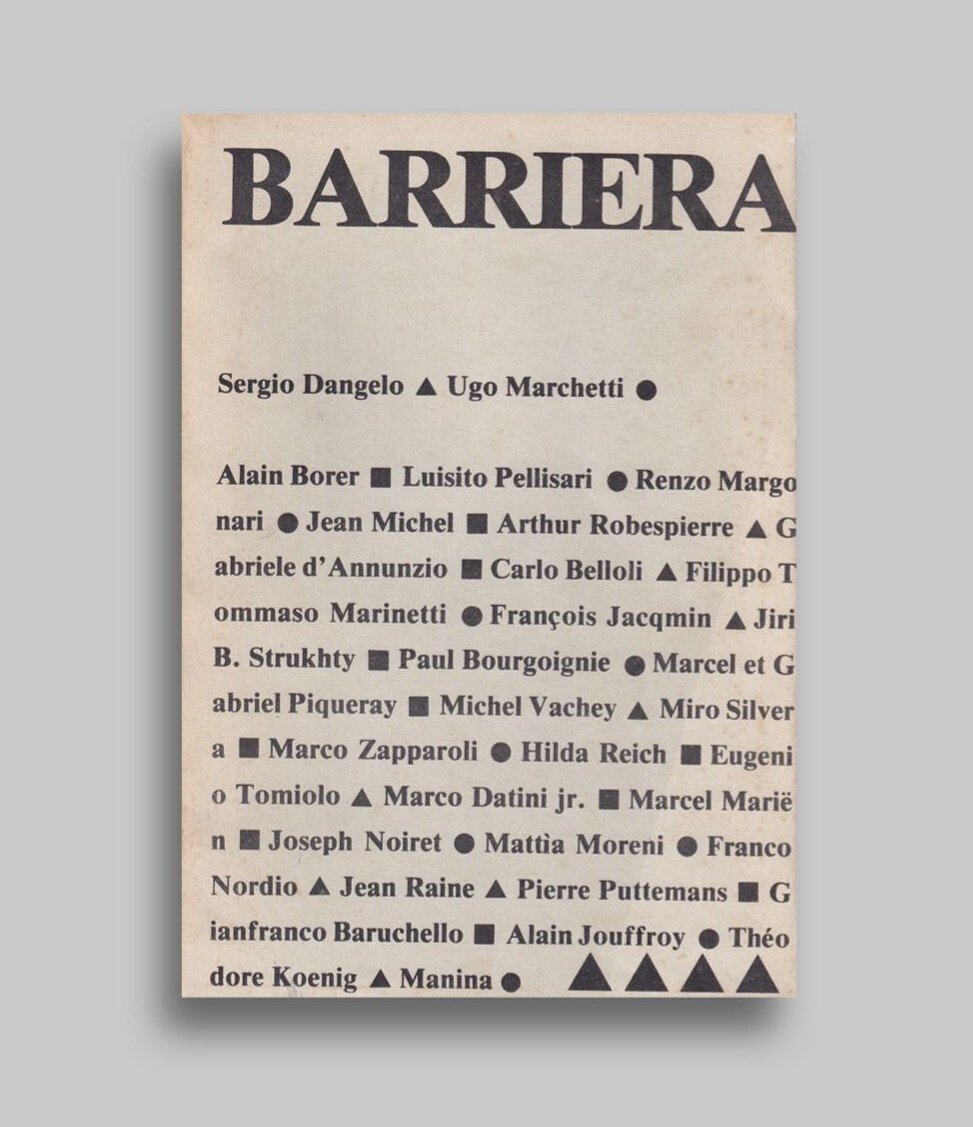 BARRIERA
Sergio Dangelo ▲ Ugo Marchetti ●
Alain Borer ■ Luisito Pellisari ● Renzo Margo
nari ● Jean Michel ■ Arthur Robespierre ▲ G
abriele d'Annunzio ■ Carlo Belloli ▲ Filippo T
ommaso Marinetti ● François Jacqmin ▲ Jiri
B. Strukhty ■ Paul Bourgoignie ● Marcel et G
abriel Piqueray ■ Michel Vachey ▲ Miro Silver
a ■ Marco Zapparoli ● Hilda Reich ■ Eugeni
o Tomiolo ▲ Marco Datini jr. ■ Marcel Marië
n ■ Joseph Noiret ● Mattìa Moreni ● Franco
Nordio ▲ Jean Raine ▲ Pierre Puttemans ■ G
ianfranco Baruchello ■ Alain Jouffroy ● Théo
dore Koenig ▲ Manina ● ▲▲▲▲